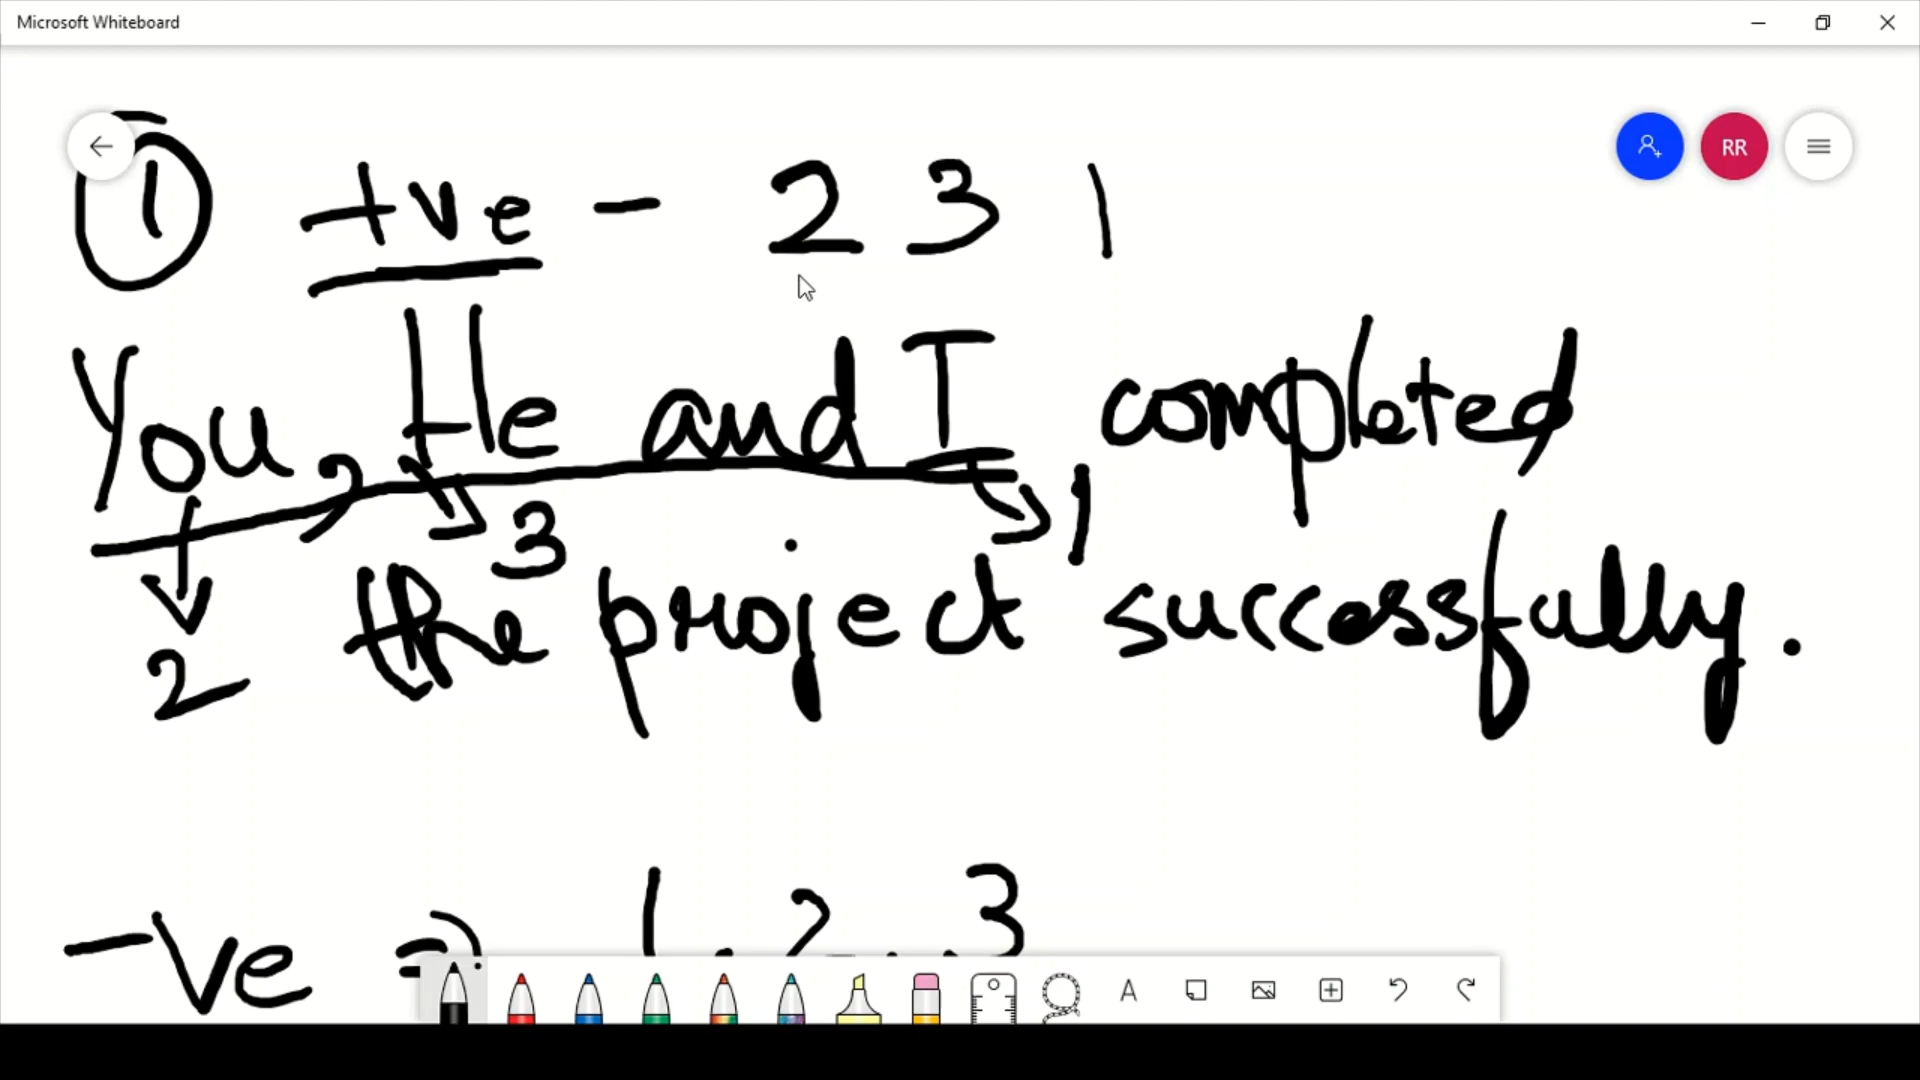 Microsoft Whiteboard
RR
① +ve - 2 3 1
You, He and I completed
2 3 1
the project successfully.
-ve ⇒ 1, 2, 3
A